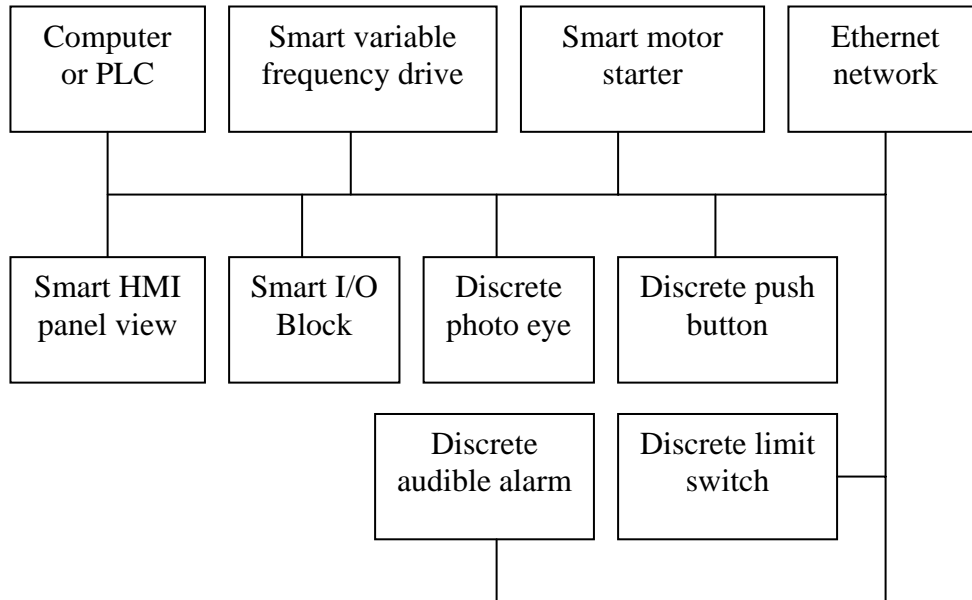 Computer
or PLC
Smart variable
frequency drive
Smart motor
starter
Ethernet
network
Smart HMI
panel view
Smart I/O
Block
Discrete
photo eye
Discrete push
button
Discrete
audible alarm
Discrete limit
switch